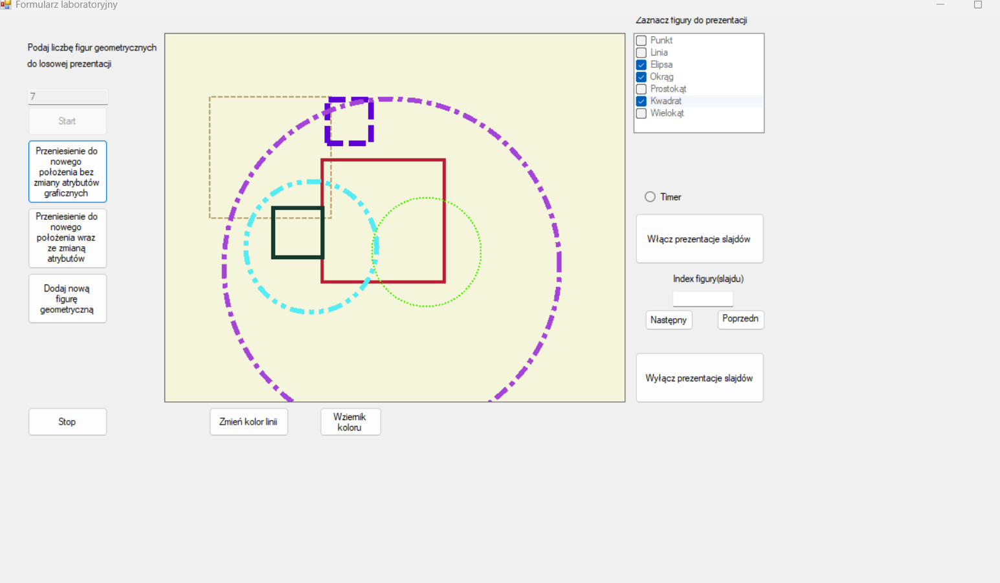 Formularz laboratoryjny
Podaj liczbę figur geometrycznych
do losowej prezentacji
7
Start
Przeniesienie do
nowego
położenia bez
zmiany atrybutów
graficznych
Przeniesienie do
nowego
położenia wraz
ze zmianą
atrybutów
Dodaj nową
figurę
geometryczną
Stop
Zmień kolor linii
Wziernik
koloru
Zaznacz figury do prezentacji
Punkt
Linia
Elipsa
Okrąg
Prostokąt
Kwadrat
Wielokąt
Timer
Włącz prezentacje slajdów
Index figury(slajdu)
Następny
Poprzedn
Wyłącz prezentacje slajdów